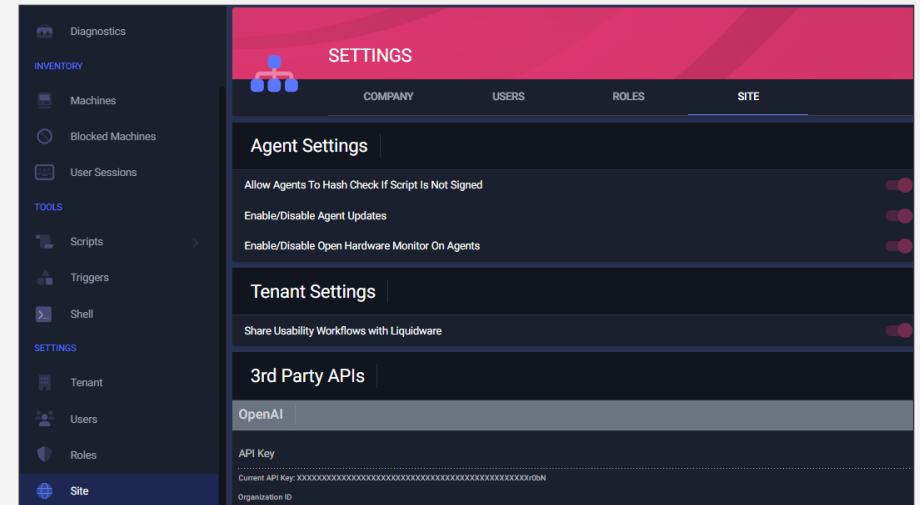 Diagnostics
INVENTORY
Machines
Blocked Machines
User Sessions
TOOLS
Scripts
Triggers
Shell
SETTINGS
Tenant
Users
Roles
Site
SETTINGS
COMPANY USERS ROLES SITE
Agent Settings
Allow Agents To Hash Check If Script Is Not Signed
Enable/Disable Agent Updates
Enable/Disable Open Hardware Monitor On Agents
Tenant Settings
Share Usability Workflows with Liquidware
3rd Party APIs
OpenAI
API Key
Current API Key: XXXXXXXXXXXXXXXXXXXXXXXXXXXXXXXXXXXXXXXXXXXXXXXr0bN
Organization ID